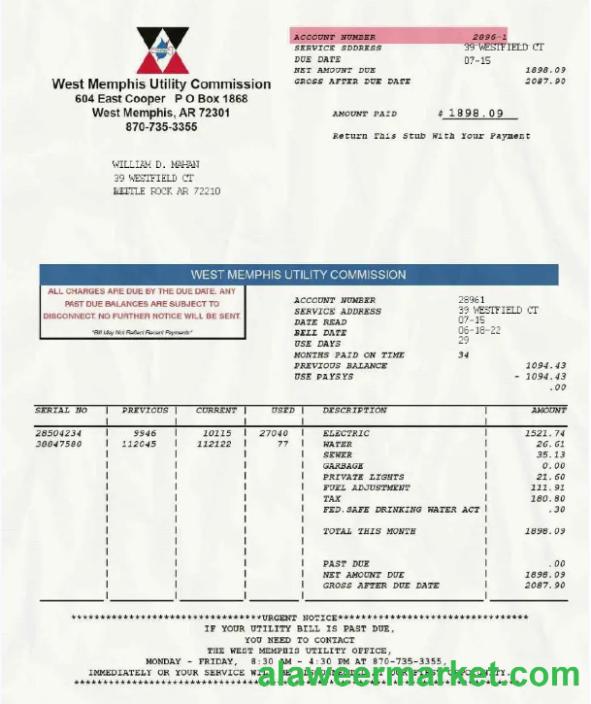 ACCOUNT NUMBER 2896-1
SERVICE SDDRESS 39 WESTFIELD CT
DUE DATE 07-15
NET AMOUNT DUE 1898.09
GROSS AFTER DUE DATE 2087.90
West Memphis Utility Commission
604 East Cooper P O Box 1868
West Memphis, AR 72301
870-735-3355
AMOUNT PAID $ 1898.09
Return This Stub With Your Payment
WILLIAM D. MAHAN
39 WESTFIELD CT
ROCK AR 72210
WEST MEMPHIS UTILITY COMMISSION
ALL CHARGES ARE DUE BY THE DUE DATE. ANY
PAST DUE BALANCES ARE SUBJECT TO
DISCONNECT. NO FURTHER NOTICE WILL BE SENT.
"Bill May Not Reflect Recent Payments"
ACCOUNT NUMBER 28961
SERVICE ADDRESS 39 WESTFIELD CT
DATE READ 07-15
BELL DATE 06-18-22
USE DAYS 29
MONTHS PAID ON TIME 34
PREVIOUS BALANCE 1094.43
USE PAYSYS - 1094.43
.00
SERIAL NO PREVIOUS CURRENT USED DESCRIPTION AMOUNT
28504234 9946 10115 27040 ELECTRIC 1521.74
38847580 112045 112122 77 WATER 26.61
SEWER 35.13
GARBAGE 0.00
PRIVATE LIGHTS 21.60
FUEL ADJUSTMENT 111.91
TAX 180.80
FED.SAFE DRINKING WATER ACT .30
TOTAL THIS MONTH 1898.09
PAST DUE .00
NET AMOUNT DUE 1898.09
GROSS AFTER DUE DATE 2087.90
URGENT NOTICE
IF YOUR UTILITY BILL IS PAST DUE,
YOU NEED TO CONTACT
THE WEST MEMPHIS UTILITY OFFICE,
MONDAY - FRIDAY, 8:30 AM - 4:30 PM AT 870-735-3355,
IMMEDIATELY OR YOUR SERVICE
alaweermarket.com